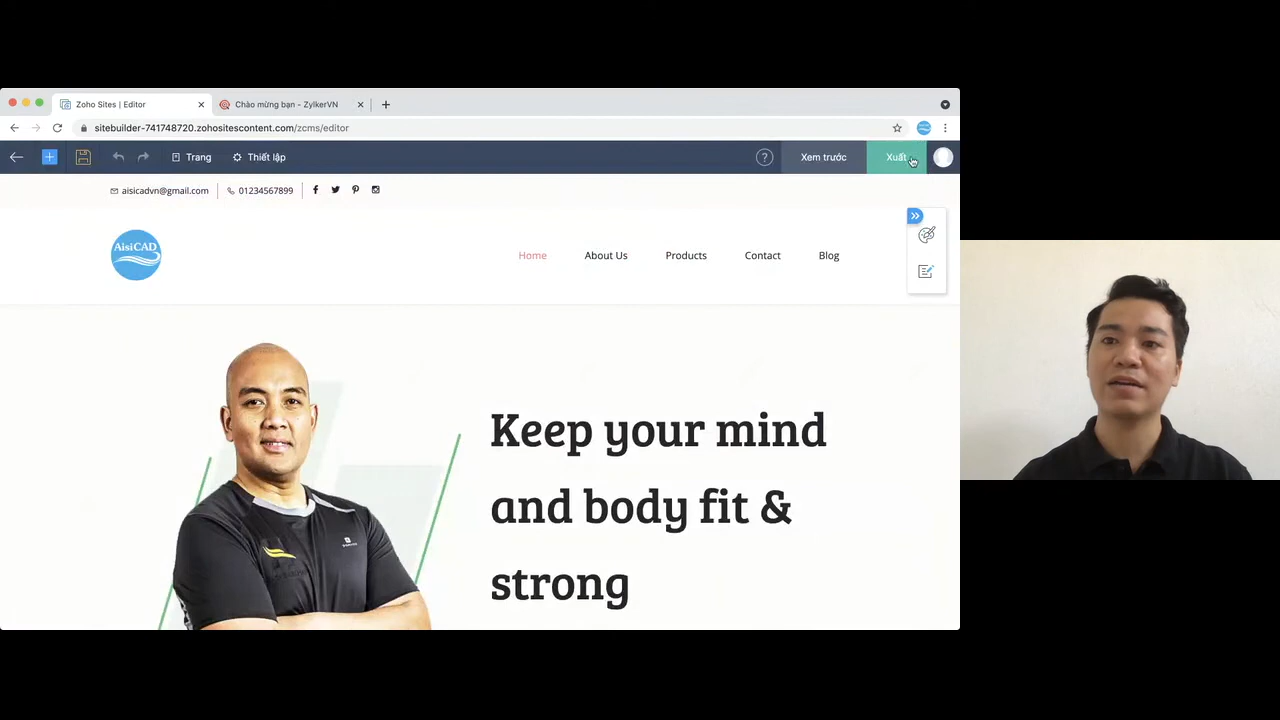 Zoho Sites | Editor
Chào mừng bạn - ZylkerVN
sitebuilder-741748720.zohositescontent.com/zcms/editor
Trang
Thiết lập
?
Xem trước
Xuất
aisicadvn@gmail.com
01234567899
AisiCAD
Home
About Us
Products
Contact
Blog
Keep your mind
and body fit &
strong